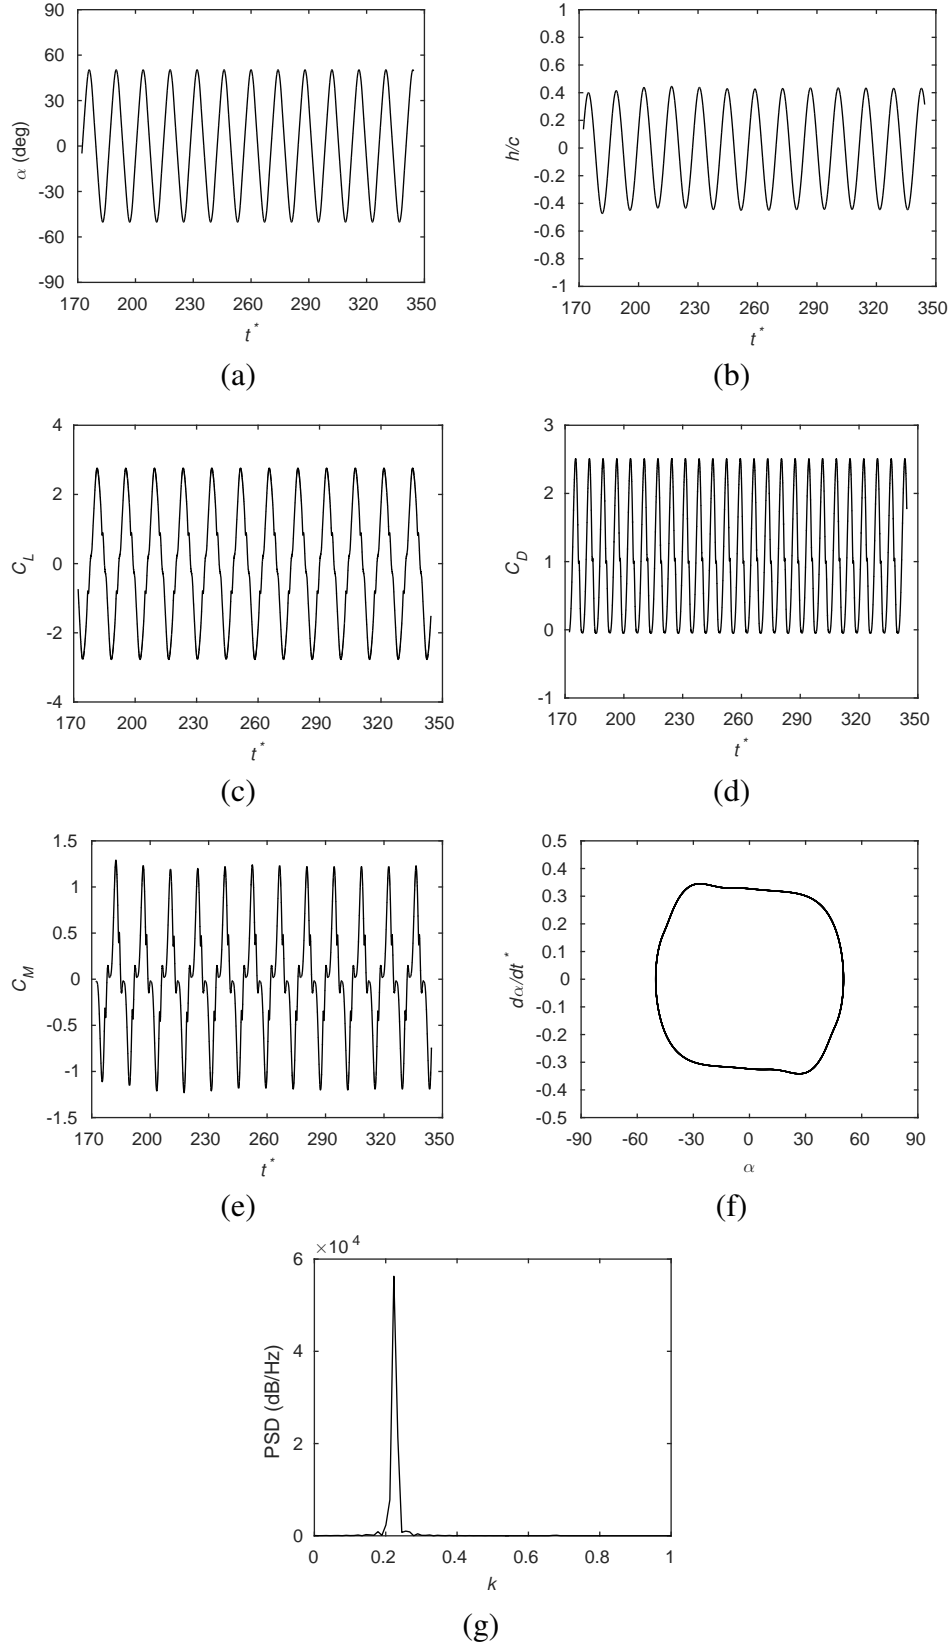 90
60
30
0
-30
-60
-90
170 200 230 260 290 320 350
α (deg)
t*
(a)
1
0.8
0.6
0.4
0.2
0
-0.2
-0.4
-0.6
-0.8
-1
170 200 230 260 290 320 350
h/c
t*
(b)
4
2
0
-2
-4
170 200 230 260 290 320 350
C_L
t*
(c)
3
2
1
0
-1
170 200 230 260 290 320 350
C_D
t*
(d)
1.5
1
0.5
0
-0.5
-1
-1.5
170 200 230 260 290 320 350
C_M
t*
(e)
0.5
0.4
0.3
0.2
0.1
0
-0.1
-0.2
-0.3
-0.4
-0.5
-90 -60 -30 0 30 60 90
dα/dt*
α
(f)
×10^4
6
4
2
0
0 0.2 0.4 0.6 0.8 1
PSD (dB/Hz)
k
(g)